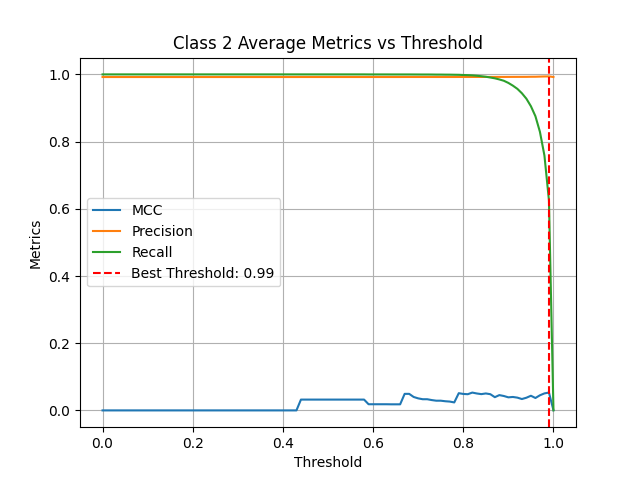 Class 2 Average Metrics vs Threshold
1.0
0.8
0.6
0.4
0.2
0.0
Metrics
MCC
Precision
Recall
Best Threshold: 0.99
0.0 0.2 0.4 0.6 0.8 1.0
Threshold